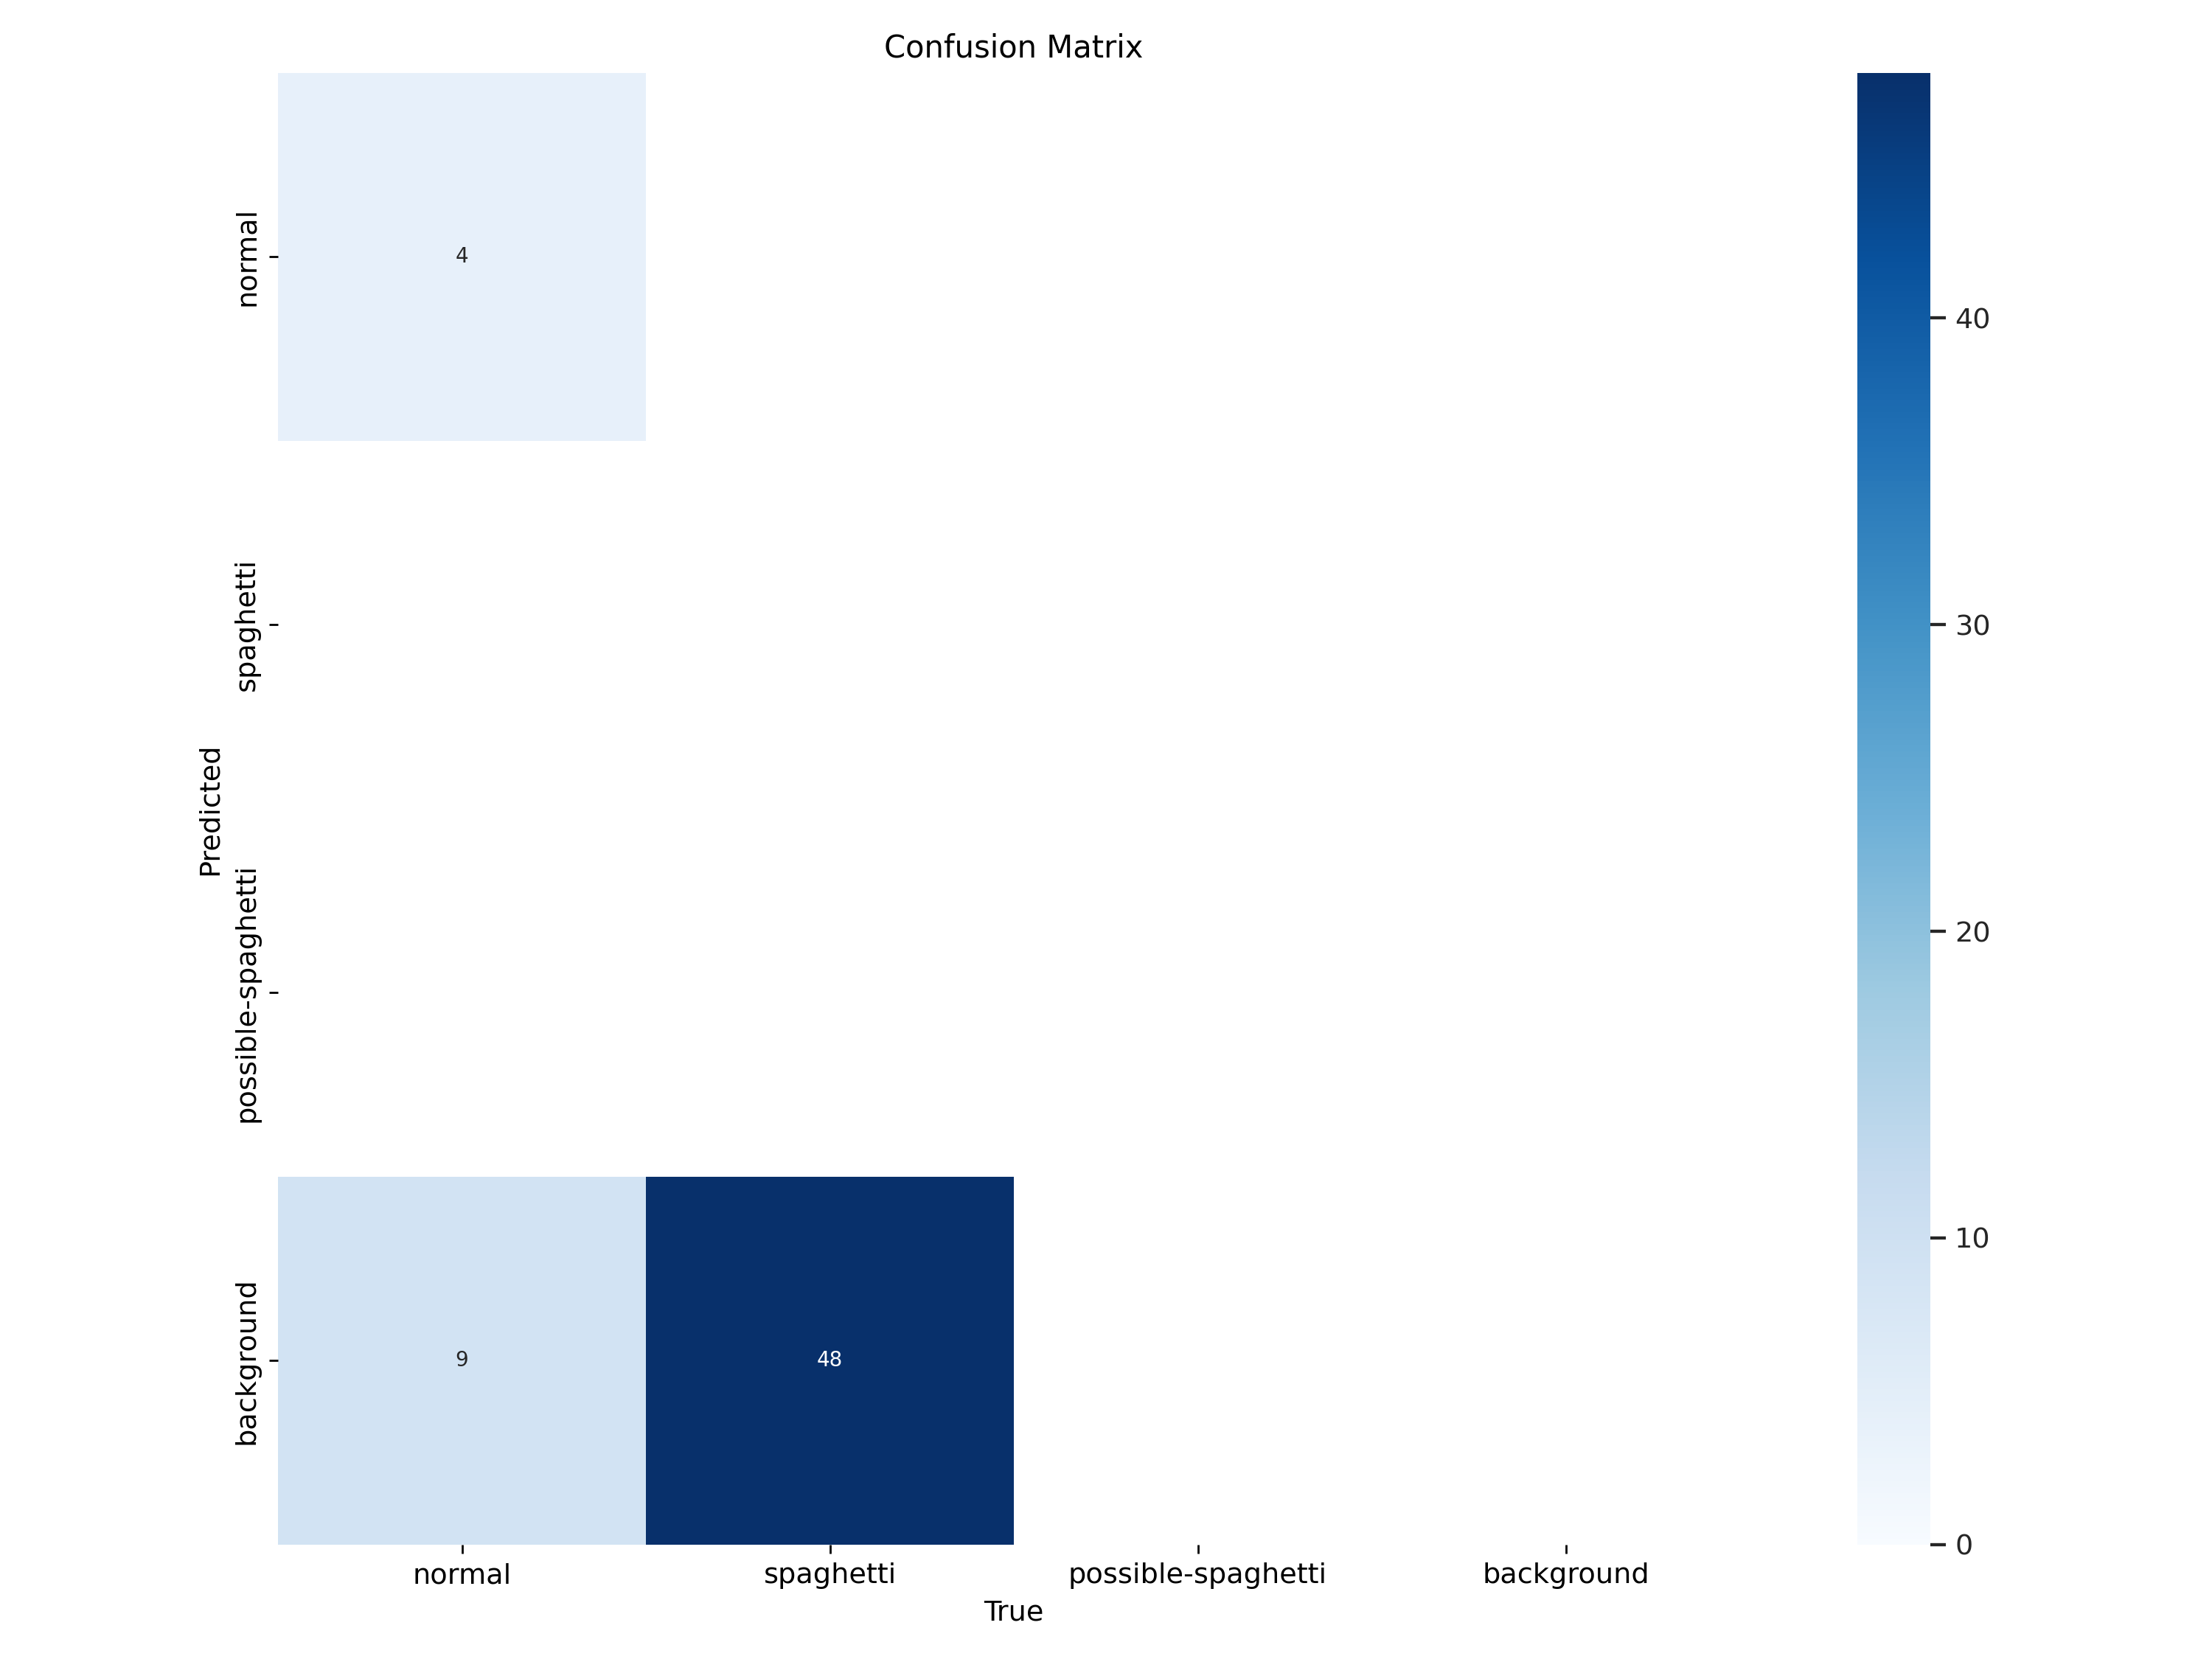 Confusion Matrix
normal
spaghetti
possible-spaghetti
background
Predicted
4
9
48
normal
spaghetti
possible-spaghetti
background
True
40
30
20
10
0